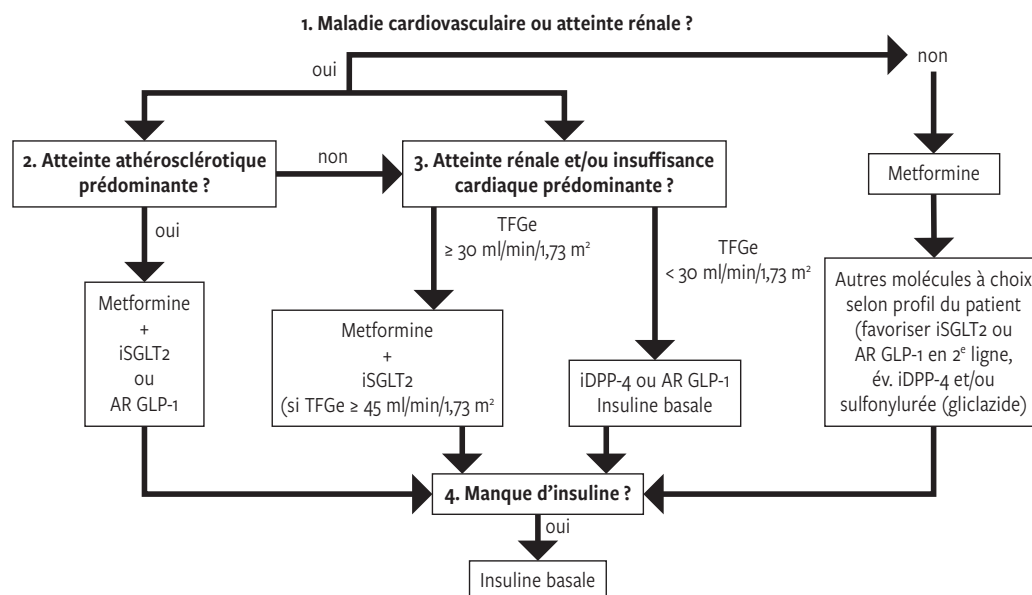 1. Maladie cardiovasculaire ou atteinte rénale ?
oui
non
2. Atteinte athérosclérotique
prédominante ?
non
3. Atteinte rénale et/ou insuffisance
cardiaque prédominante ?
Metformine
oui
TFGe
≥ 30 ml/min/1,73 m²
TFGe
< 30 ml/min/1,73 m²
Metformine
+
iSGLT2
ou
AR GLP-1
Metformine
+
iSGLT2
(si TFGe ≥ 45 ml/min/1,73 m²
iDPP-4 ou AR GLP-1
Insuline basale
Autres molécules à choix
selon profil du patient
(favoriser iSGLT2 ou
AR GLP-1 en 2ᵉ ligne,
év. iDPP-4 et/ou
sulfonylurée (gliclazide)
4. Manque d’insuline ?
oui
Insuline basale